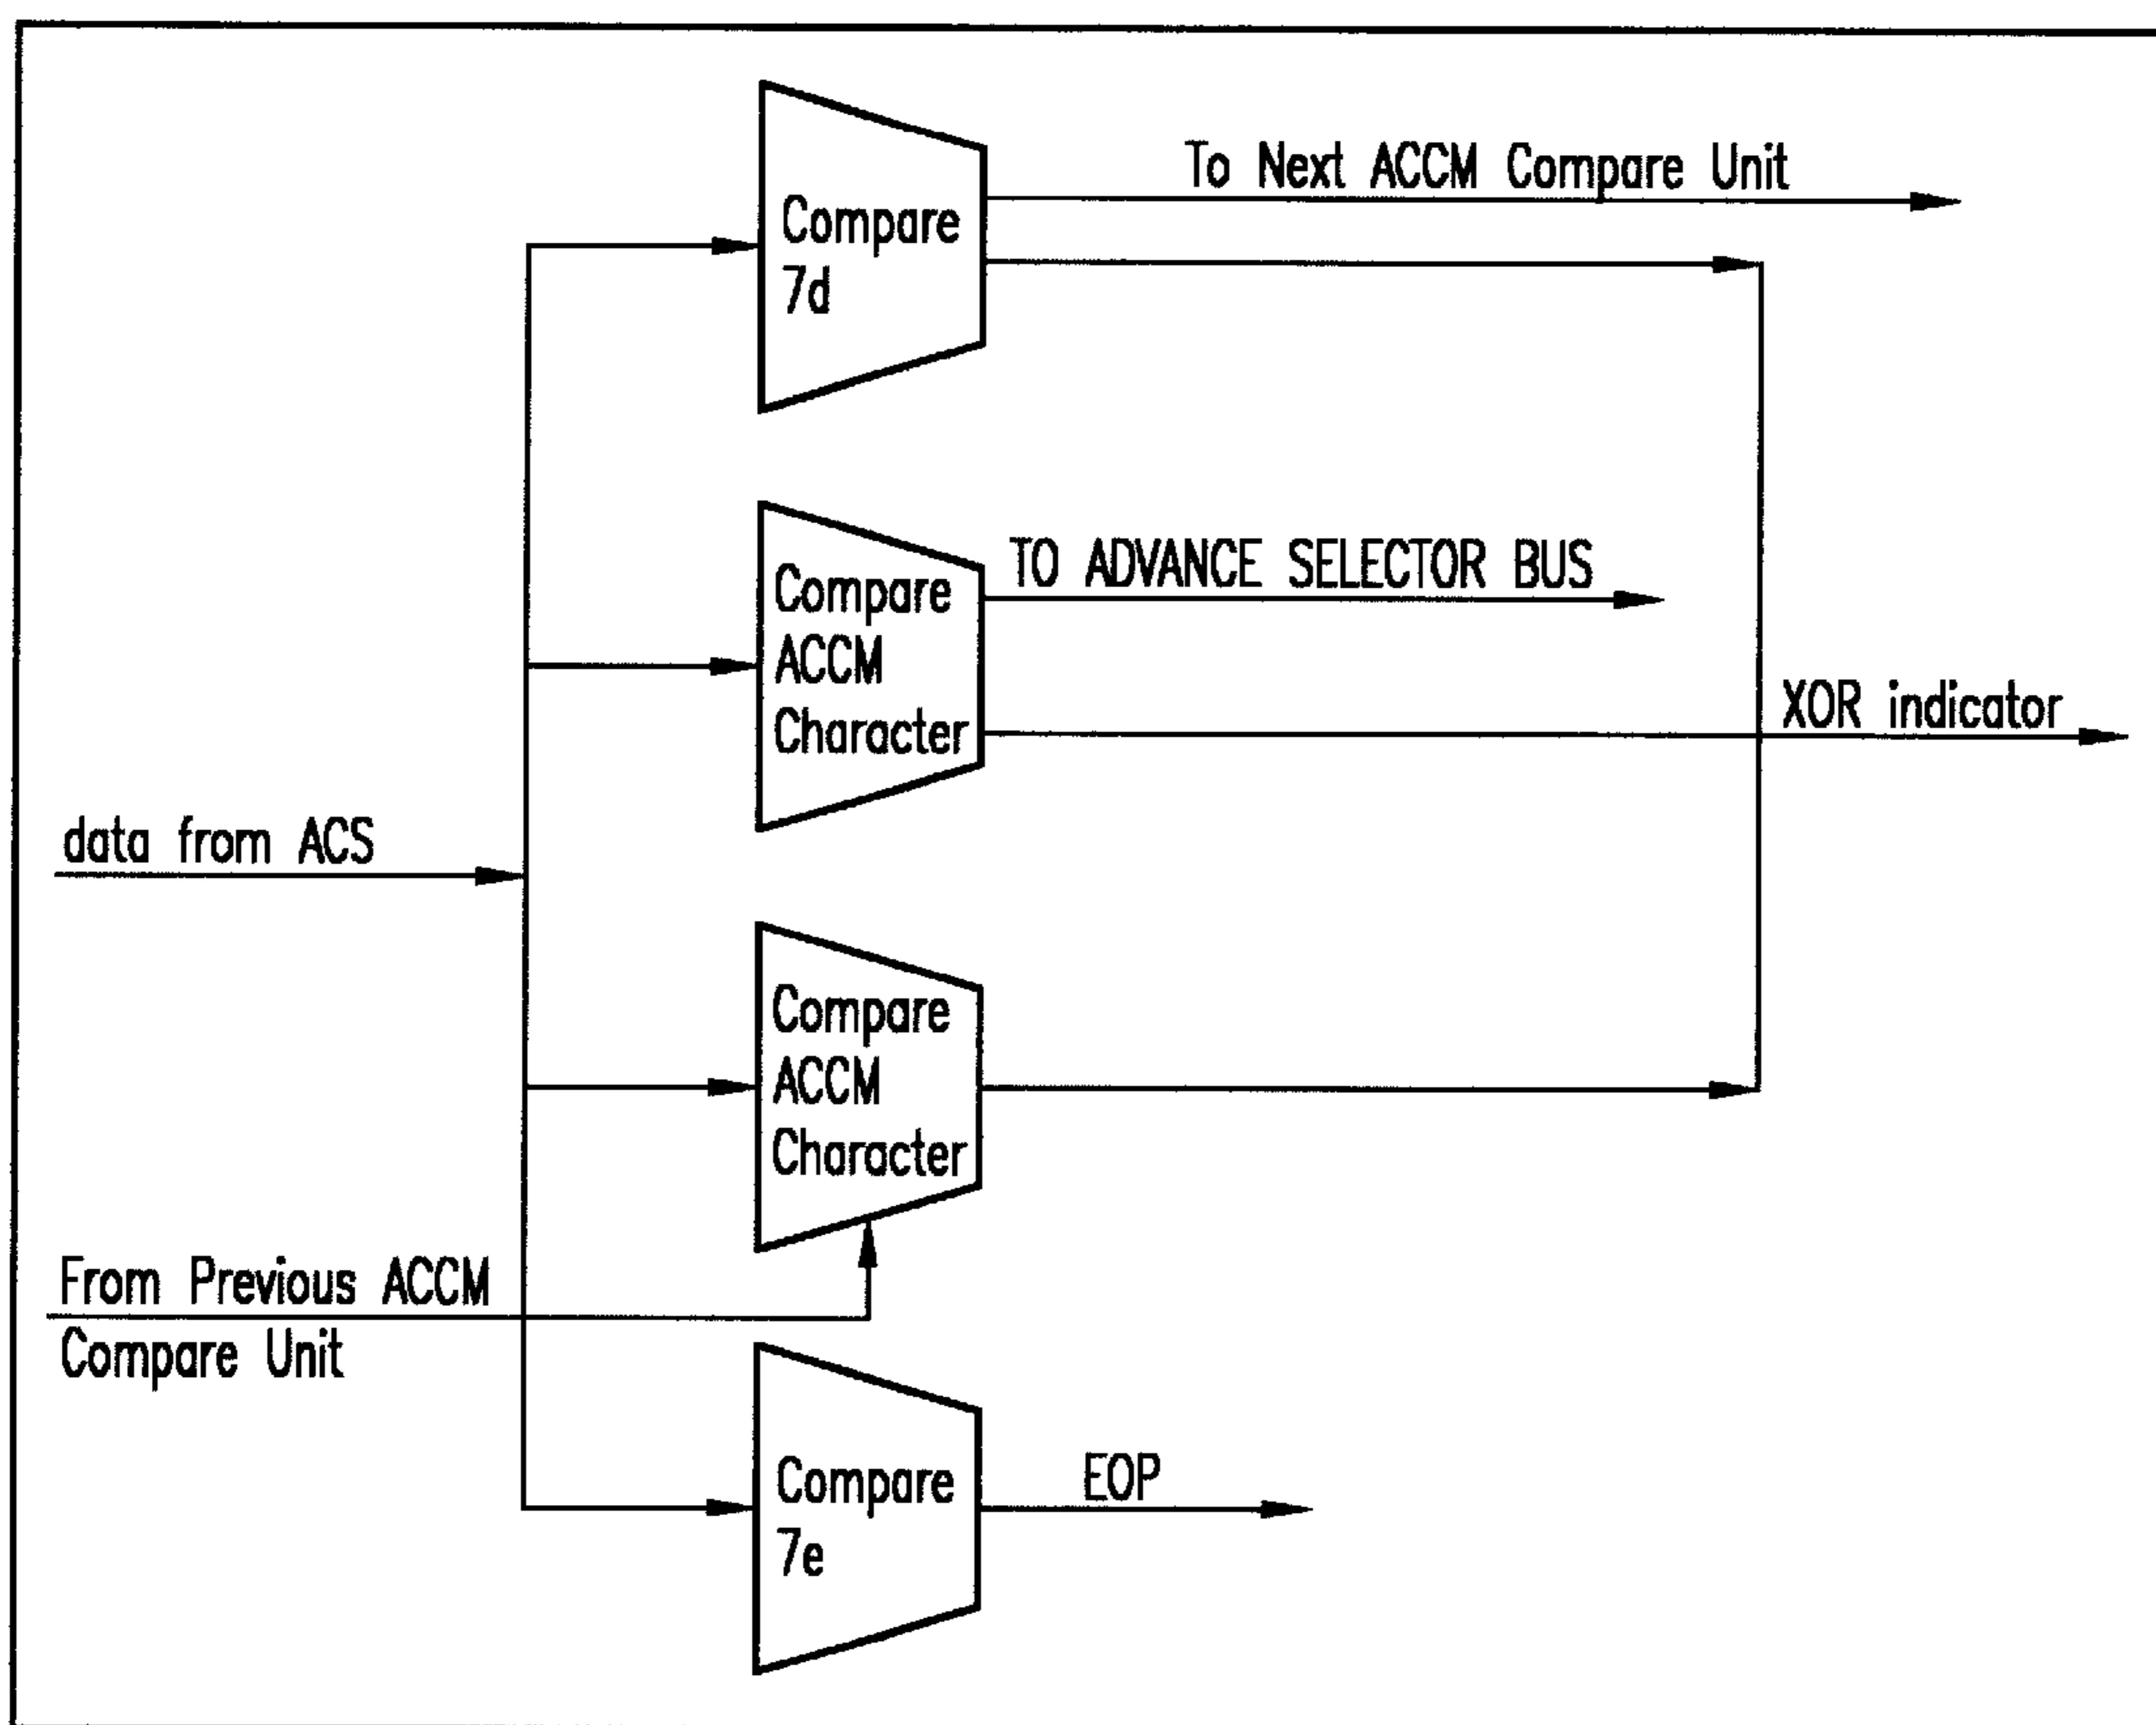 To Next ACCM Compare Unit
Compare
7d
TO ADVANCE SELECTOR BUS
Compare
ACCM
Character
XOR indicator
data from ACS
Compare
ACCM
Character
From Previous ACCM
Compare Unit
Compare
7e
EOP